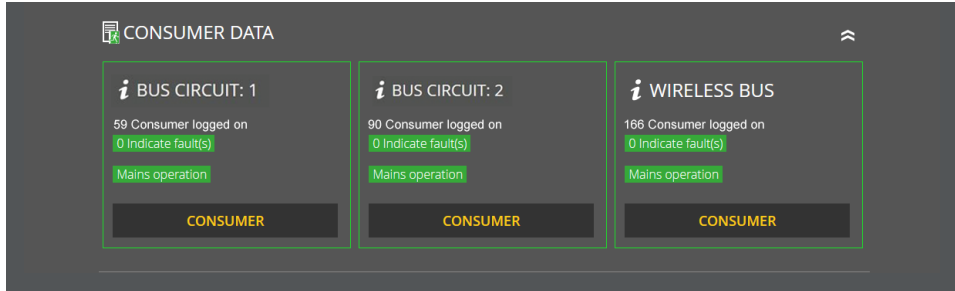 CONSUMER DATA
i BUS CIRCUIT: 1
59 Consumer logged on
0 Indicate fault(s)
Mains operation
CONSUMER
i BUS CIRCUIT: 2
90 Consumer logged on
0 Indicate fault(s)
Mains operation
CONSUMER
i WIRELESS BUS
166 Consumer logged on
0 Indicate fault(s)
Mains operation
CONSUMER